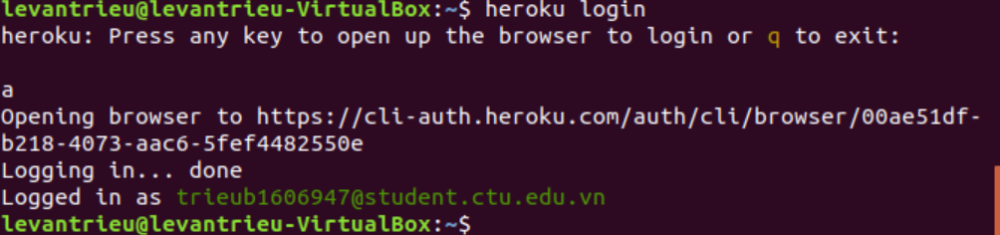 levantrieu@levantrieu-VirtualBox:~$ heroku login
heroku: Press any key to open up the browser to login or q to exit:
a
Opening browser to https://cli-auth.heroku.com/auth/cli/browser/00ae51df-
b218-4073-aac6-5fef4482550e
Logging in... done
Logged in as trieub1606947@student.ctu.edu.vn
levantrieu@levantrieu-VirtualBox:~$